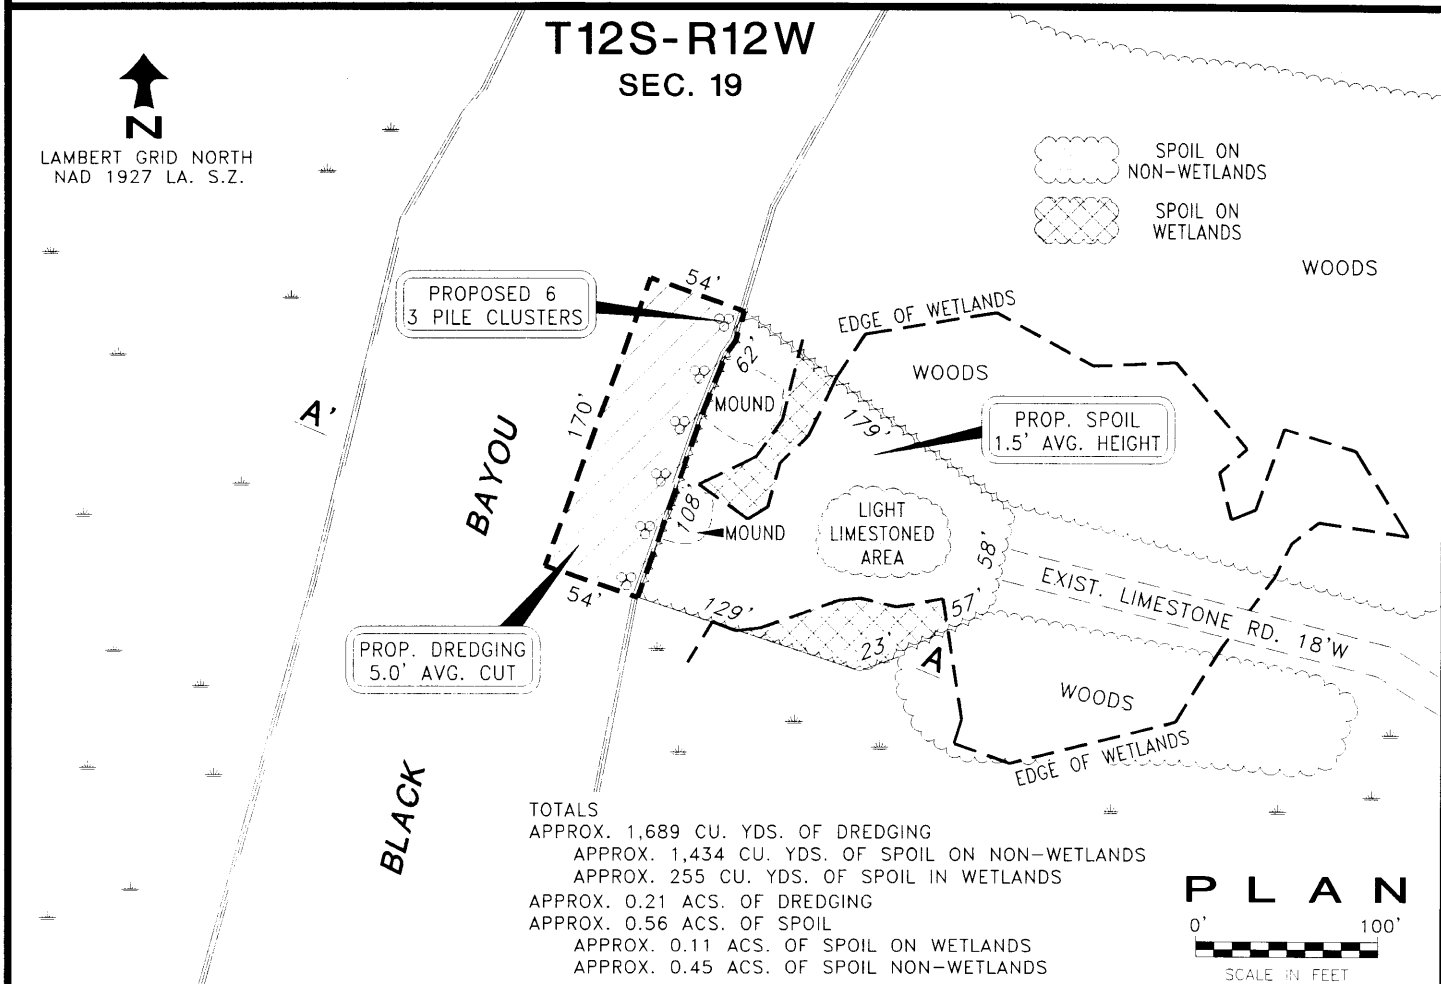 T12S-R12W
SEC. 19
N
LAMBERT GRID NORTH
NAD 1927 LA. S.Z.
SPOIL ON
NON-WETLANDS
SPOIL ON
WETLANDS
WOODS
PROPOSED 6
3 PILE CLUSTERS
54'
EDGE OF WETLANDS
62'
WOODS
MOUND
A'
170'
179'
PROP. SPOIL
1.5' AVG. HEIGHT
BAYOU
108'
MOUND
LIGHT
LIMESTONED
AREA
58'
54'
129'
57'
EXIST. LIMESTONE RD. 18'W
23'
A
PROP. DREDGING
5.0' AVG. CUT
WOODS
EDGE OF WETLANDS
BLACK
TOTALS
APPROX. 1,689 CU. YDS. OF DREDGING
APPROX. 1,434 CU. YDS. OF SPOIL ON NON-WETLANDS
APPROX. 255 CU. YDS. OF SPOIL IN WETLANDS
APPROX. 0.21 ACS. OF DREDGING
APPROX. 0.56 ACS. OF SPOIL
APPROX. 0.11 ACS. OF SPOIL ON WETLANDS
APPROX. 0.45 ACS. OF SPOIL NON-WETLANDS
PLAN
0' 100'
SCALE IN FEET